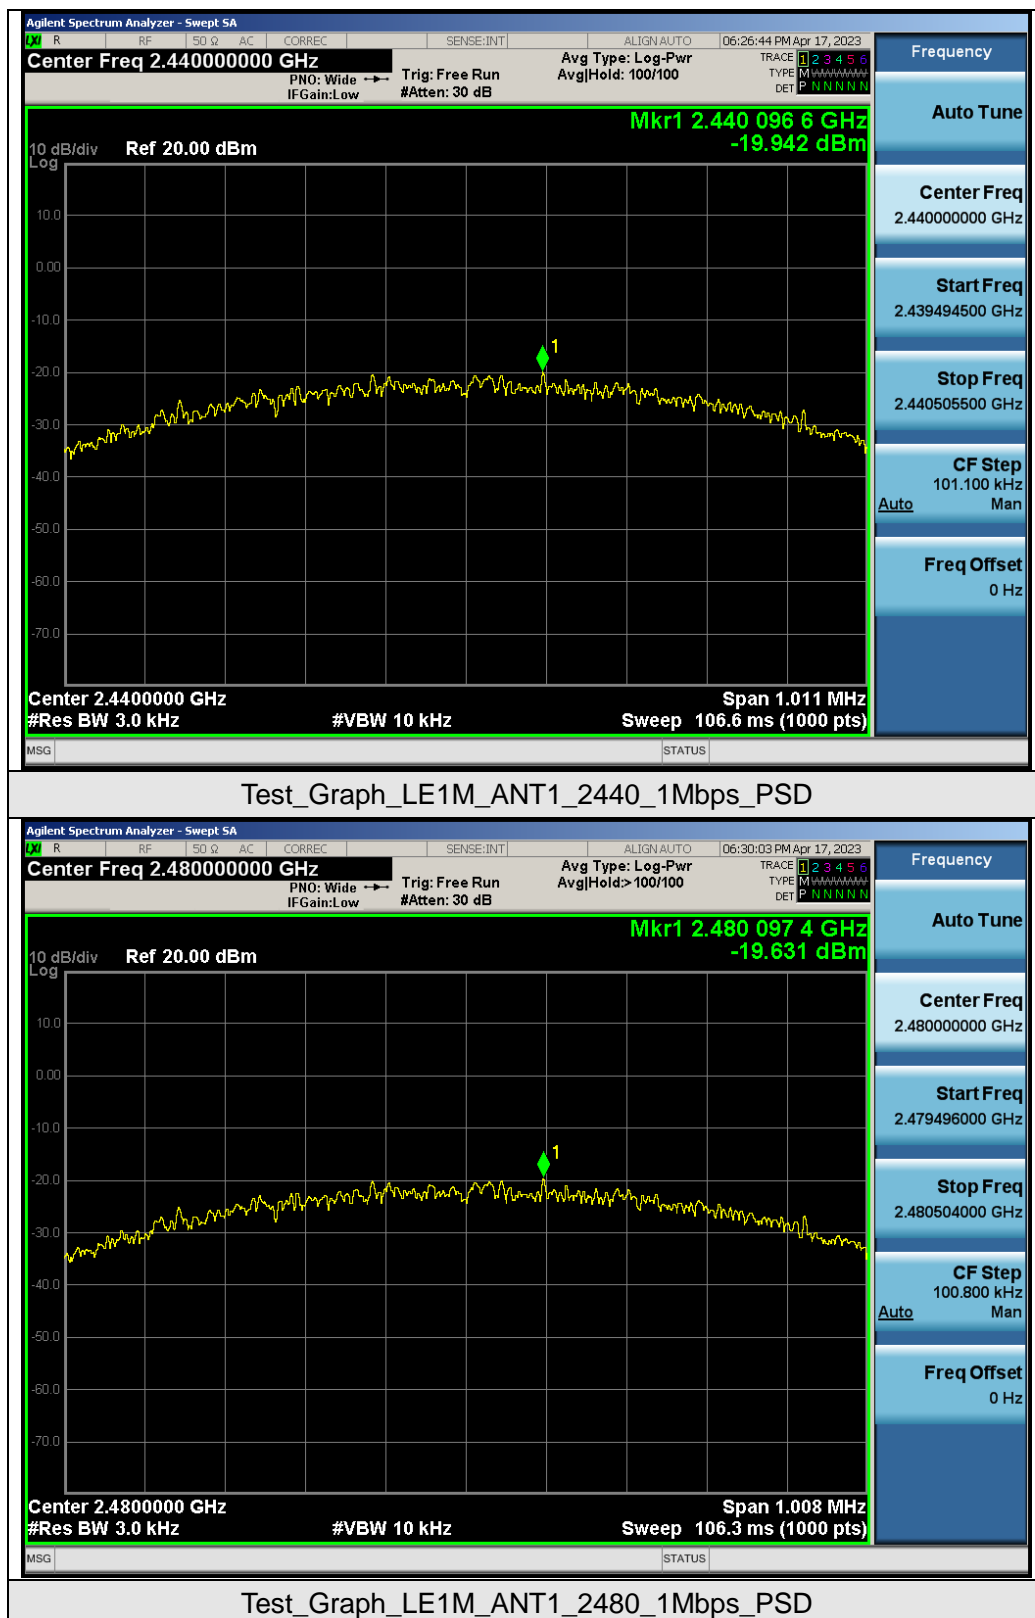 Agilent Spectrum Analyzer - Swept SA
LXI R RF 50 Ω AC CORREC SENSE:INT ALIGN AUTO 06:26:44 PM Apr 17, 2023
Center Freq 2.440000000 GHz
PNO: Wide
IFGain:Low
Trig: Free Run
#Atten: 30 dB
Avg Type: Log-Pwr
Avg|Hold: 100/100
TRACE 1 2 3 4 5 6
TYPE M
DET P N N N N N
Frequency
Auto Tune
Center Freq
2.440000000 GHz
Start Freq
2.439494500 GHz
Stop Freq
2.440505500 GHz
CF Step
101.100 kHz
Auto Man
Freq Offset
0 Hz
Mkr1 2.440 096 6 GHz
-19.942 dBm
10 dB/div Ref 20.00 dBm
Log
10.0
0.00
1
-10.0
-20.0
-30.0
-40.0
-50.0
-60.0
-70.0
Center 2.4400000 GHz Span 1.011 MHz
#Res BW 3.0 kHz #VBW 10 kHz Sweep 106.6 ms (1000 pts)
MSG STATUS
Test_Graph_LE1M_ANT1_2440_1Mbps_PSD
Agilent Spectrum Analyzer - Swept SA
LXI R RF 50 Ω AC CORREC SENSE:INT ALIGN AUTO 06:30:03 PM Apr 17, 2023
Center Freq 2.480000000 GHz
PNO: Wide
IFGain:Low
Trig: Free Run
#Atten: 30 dB
Avg Type: Log-Pwr
Avg|Hold:>100/100
TRACE 1 2 3 4 5 6
TYPE M
DET P N N N N N
Frequency
Auto Tune
Center Freq
2.480000000 GHz
Start Freq
2.479496000 GHz
Stop Freq
2.480504000 GHz
CF Step
100.800 kHz
Auto Man
Freq Offset
0 Hz
Mkr1 2.480 097 4 GHz
-19.631 dBm
10 dB/div Ref 20.00 dBm
Log
10.0
0.00
1
-10.0
-20.0
-30.0
-40.0
-50.0
-60.0
-70.0
Center 2.4800000 GHz Span 1.008 MHz
#Res BW 3.0 kHz #VBW 10 kHz Sweep 106.3 ms (1000 pts)
MSG STATUS
Test_Graph_LE1M_ANT1_2480_1Mbps_PSD